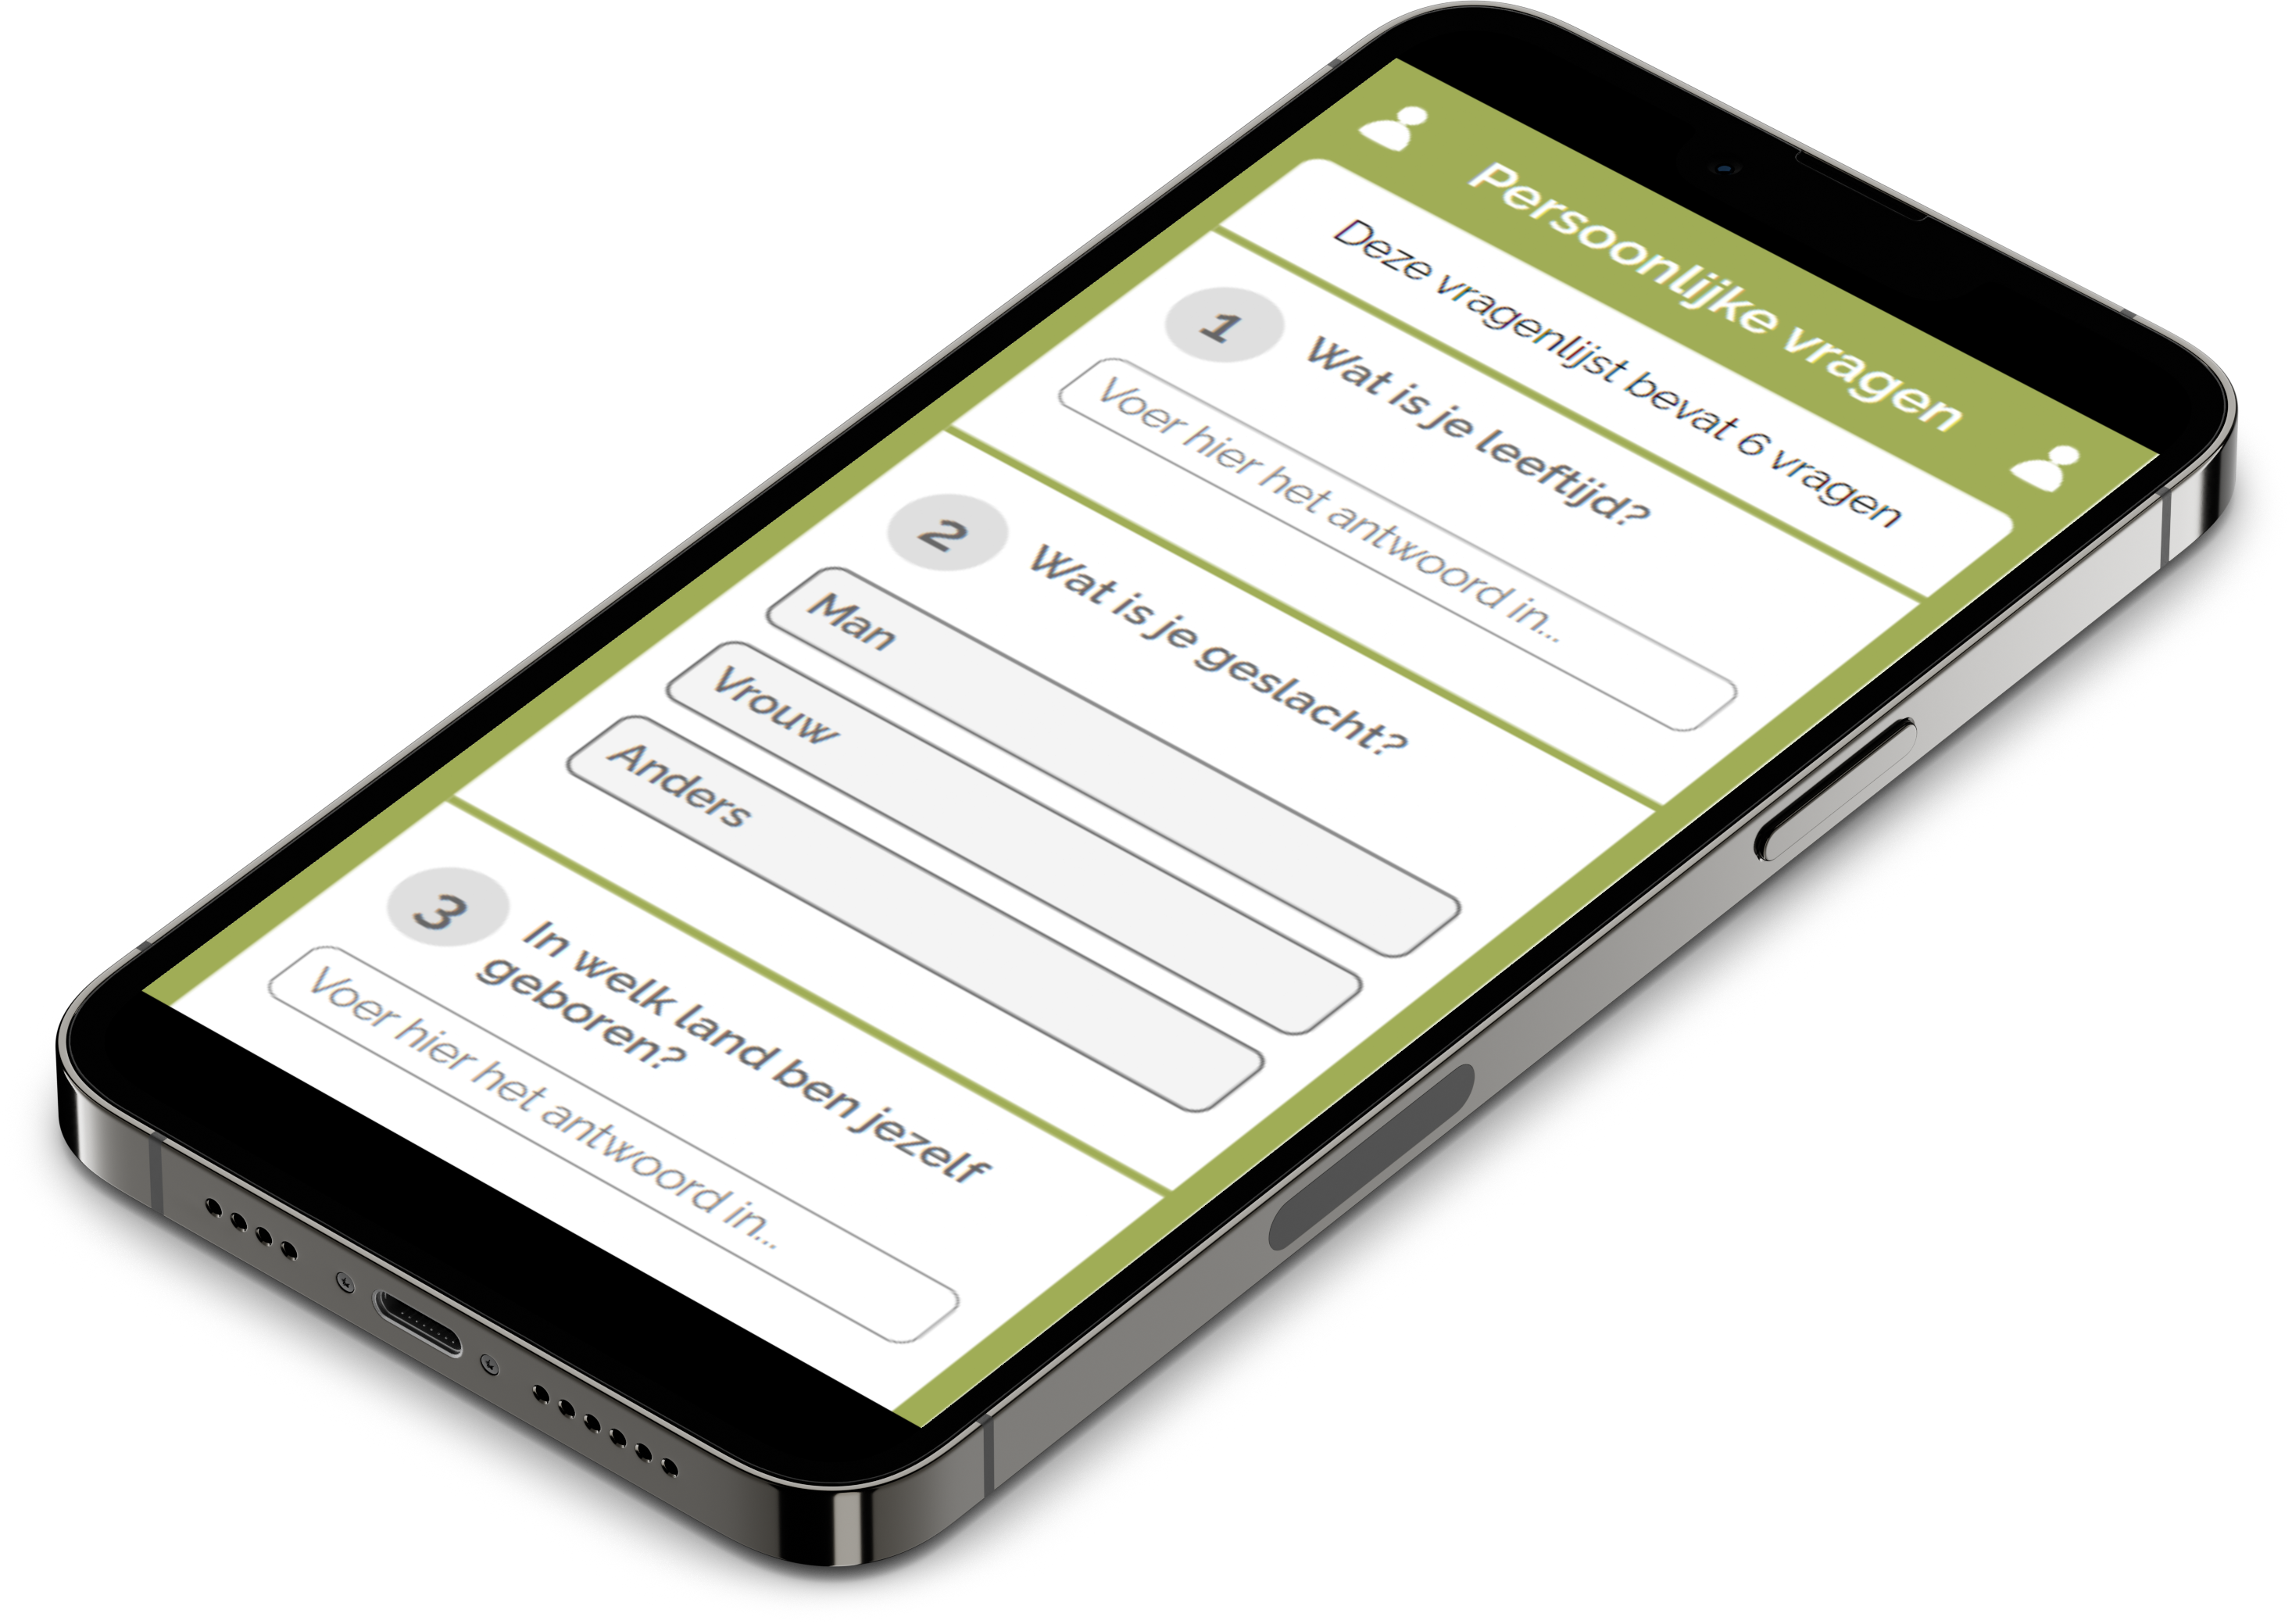 Persoonlijke vragen
Deze vragenlijst bevat 6 vragen
1
Wat is je leeftijd?
Voer hier het antwoord in...
2
Wat is je geslacht?
Man
Vrouw
Anders
3
In welk land ben jezelf
geboren?
Voer hier het antwoord in...